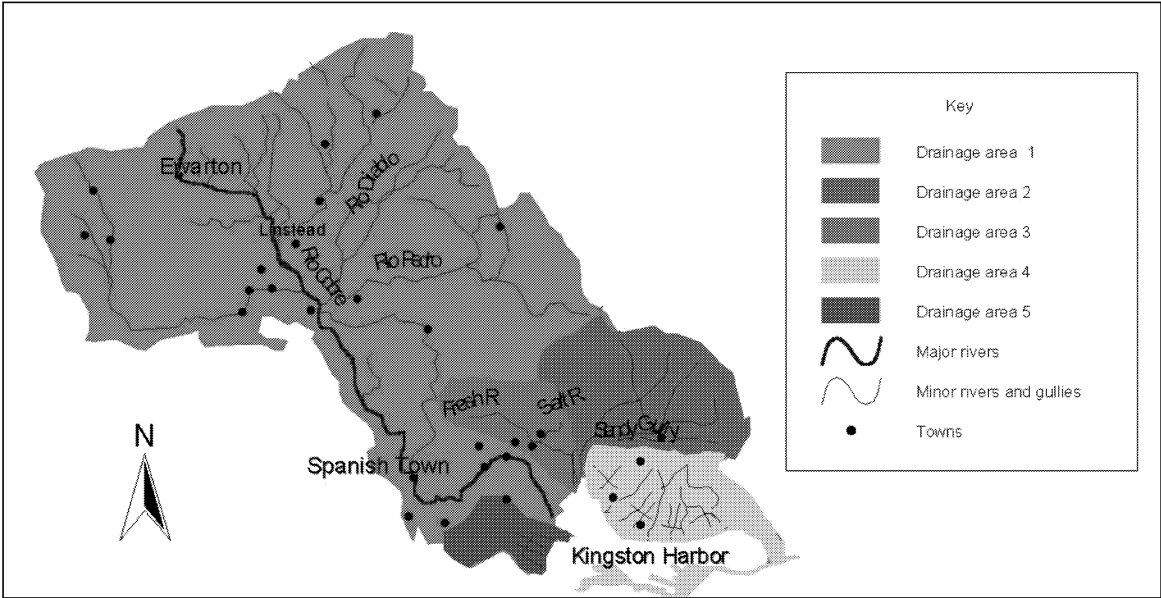 Ewarton
Rio Diablo
Linstead
Rio Cobre
Rio Pedro
Fresh R
Salt R.
Sandy Gully
Spanish Town
Kingston Harbor
N
Key
Drainage area 1
Drainage area 2
Drainage area 3
Drainage area 4
Drainage area 5
Major rivers
Minor rivers and gullies
Towns